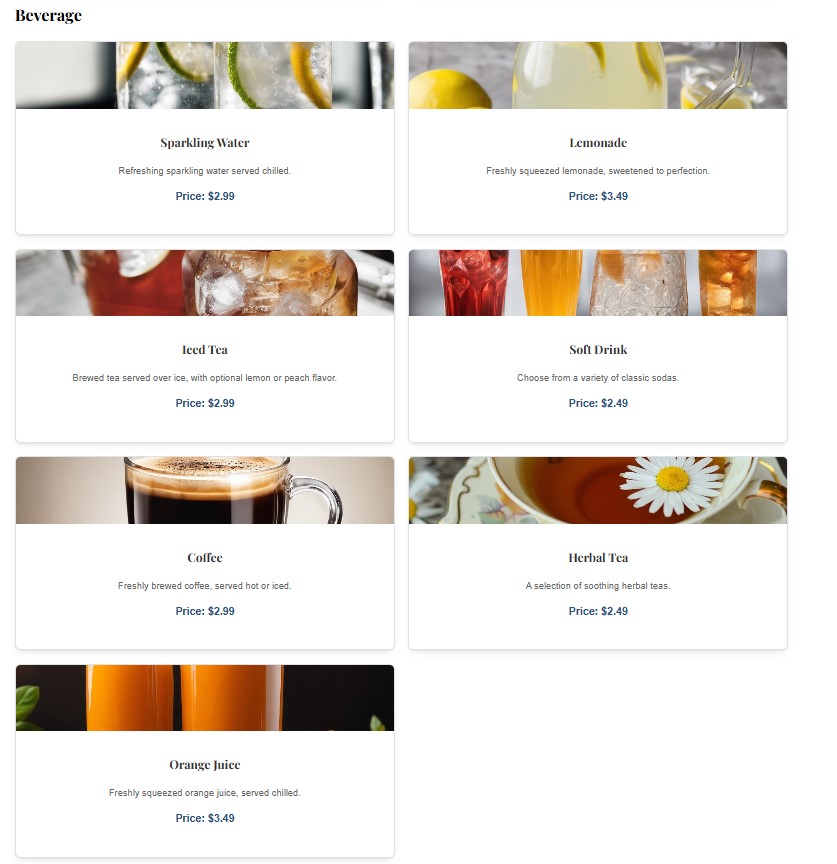 Beverage
Sparkling Water
Refreshing sparkling water served chilled.
Price: $2.99
Lemonade
Freshly squeezed lemonade, sweetened to perfection.
Price: $3.49
Iced Tea
Brewed tea served over ice, with optional lemon or peach flavor.
Price: $2.99
Soft Drink
Choose from a variety of classic sodas.
Price: $2.49
Coffee
Freshly brewed coffee, served hot or iced.
Price: $2.99
Herbal Tea
A selection of soothing herbal teas.
Price: $2.49
Orange Juice
Freshly squeezed orange juice, served chilled.
Price: $3.49